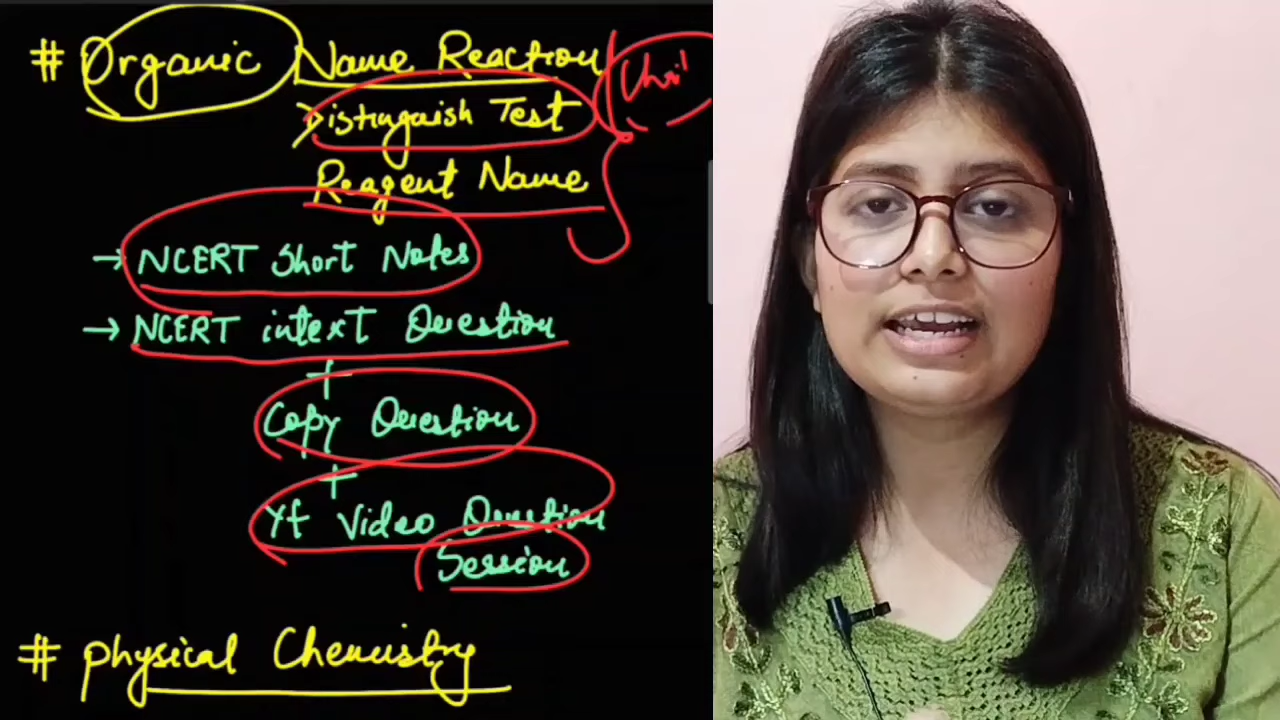 # Organic Name Reaction
Distinguish Test
Reagent Name
→ NCERT Short Notes
→ NCERT intext Question
+
Copy Question
+
Yt Video Question
Session
# Physical Chemistry